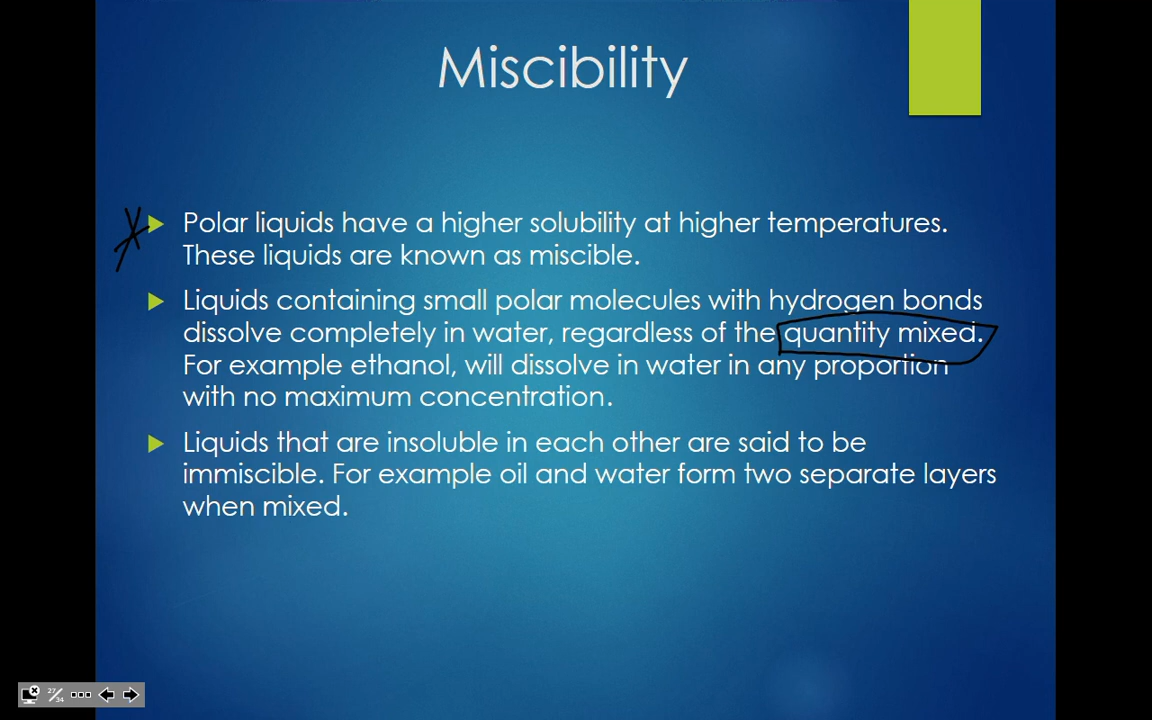 Miscibility
Polar liquids have a higher solubility at higher temperatures.
These liquids are known as miscible.
Liquids containing small polar molecules with hydrogen bonds
dissolve completely in water, regardless of the quantity mixed.
For example ethanol, will dissolve in water in any proportion
with no maximum concentration.
Liquids that are insoluble in each other are said to be
immiscible. For example oil and water form two separate layers
when mixed.
27/34